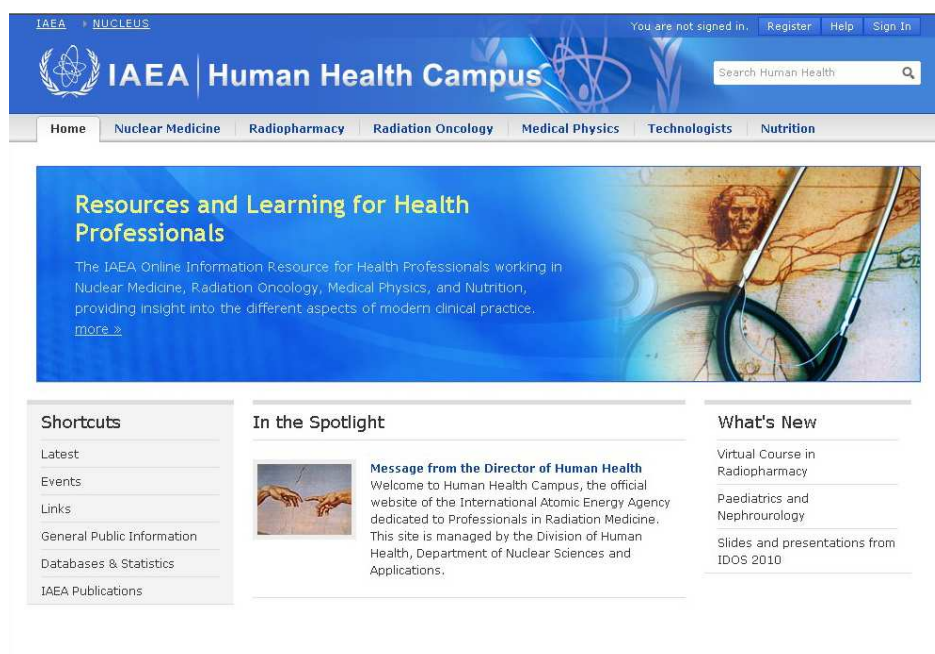 IAEA NUCLEUS
You are not signed in. Register Help Sign In
IAEA Human Health Campus
Search Human Health
Home Nuclear Medicine Radiopharmacy Radiation Oncology Medical Physics Technologists Nutrition
Resources and Learning for Health
Professionals
The IAEA Online Information Resource for Health Professionals working in
Nuclear Medicine, Radiation Oncology, Medical Physics, and Nutrition,
providing insight into the different aspects of modern clinical practice.
more »
Shortcuts
Latest
Events
Links
General Public Information
Databases & Statistics
IAEA Publications
In the Spotlight
Message from the Director of Human Health
Welcome to Human Health Campus, the official
website of the International Atomic Energy Agency
dedicated to Professionals in Radiation Medicine.
This site is managed by the Division of Human
Health, Department of Nuclear Sciences and
Applications.
What's New
Virtual Course in
Radiopharmacy
Paediatrics and
Nephrourology
Slides and presentations from
IDOS 2010